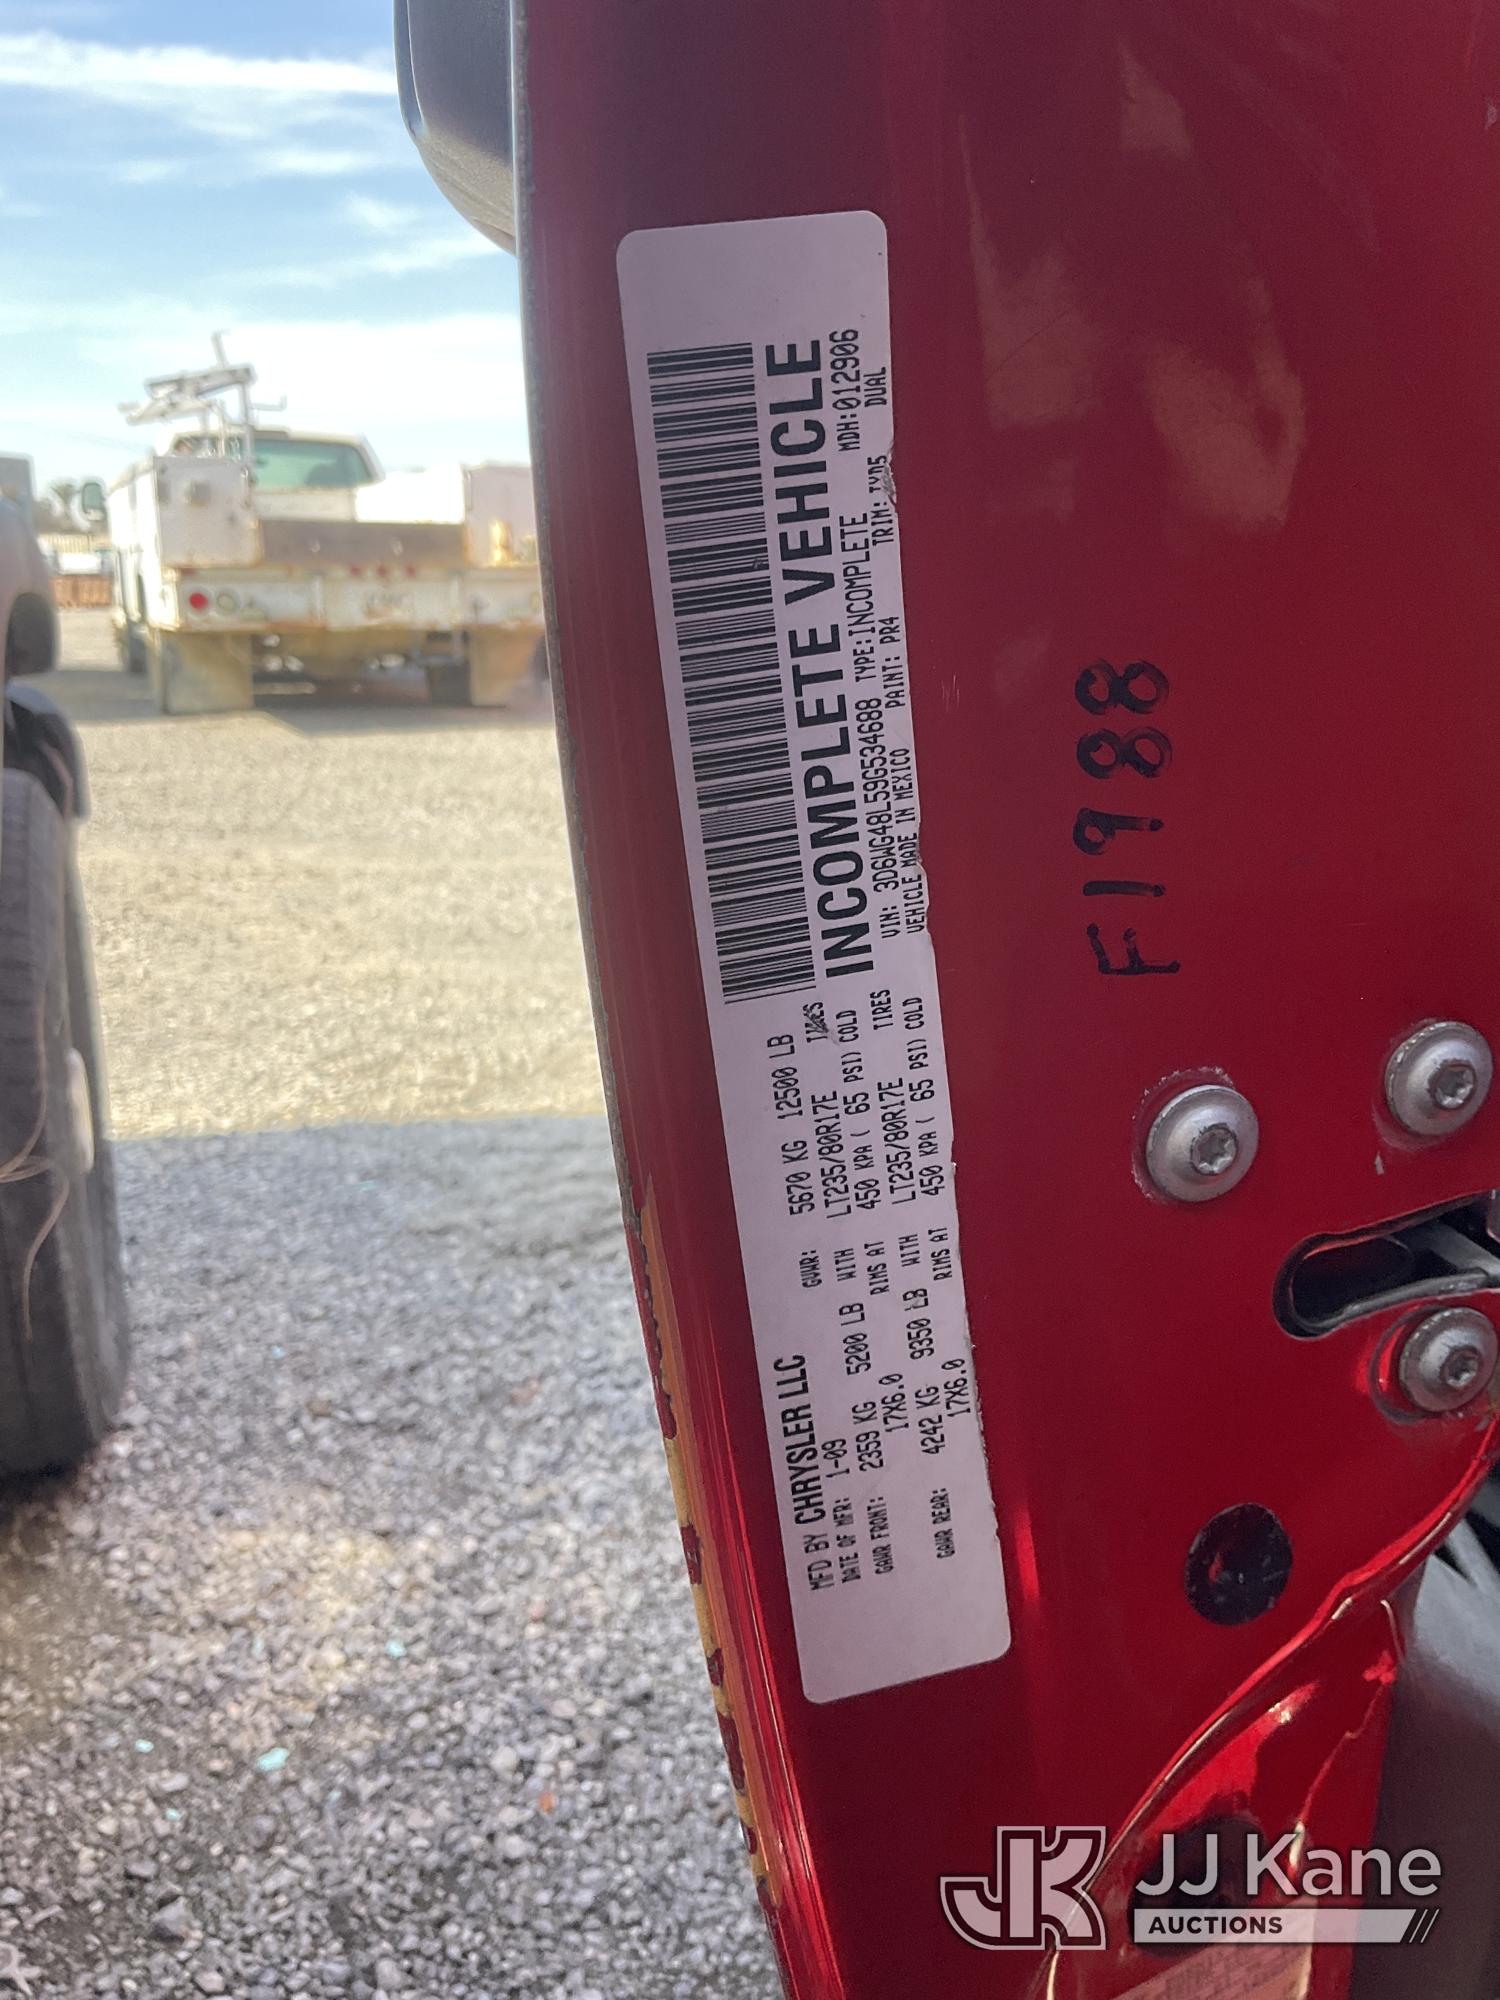 MFD BY CHRYSLER LLC
DATE OF MFR: 1-09 GVWR: 5670 KG 12500 LB
GAWR FRONT: 2359 KG 5200 LB WITH LT235/80R17E TIRES
17X6.0 RIMS AT 450 KPA ( 65 PSI) COLD
GAWR REAR: 4242 KG 9350 LB WITH LT235/80R17E TIRES
17X6.0 RIMS AT 450 KPA ( 65 PSI) COLD
INCOMPLETE VEHICLE
VIN: 3D6WG48L59G534688 TYPE:INCOMPLETE MDH:012906
VEHICLE MADE IN MEXICO PAINT: PR4 TRIM: DUAL
F1988
JK JJ Kane
AUCTIONS